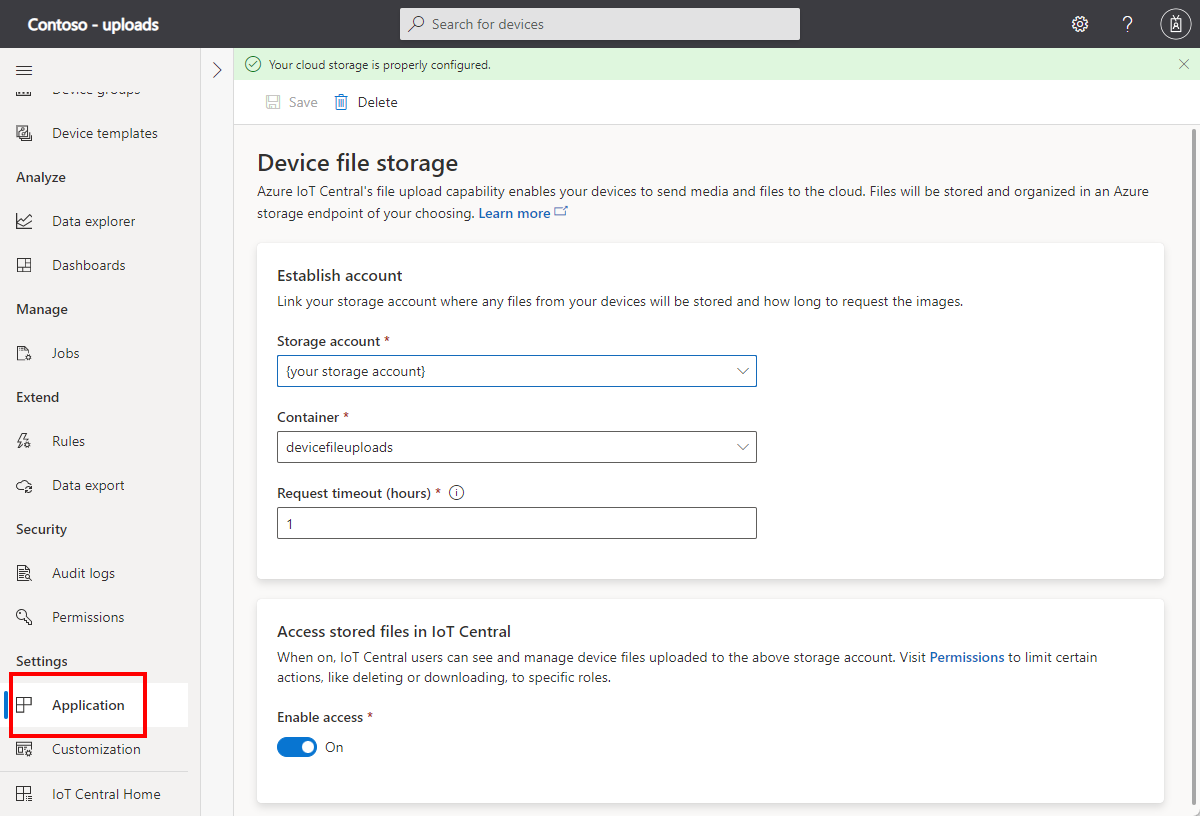 Contoso - uploads
Search for devices
?
Your cloud storage is properly configured.
Save
Delete
Device groups
Device templates
Analyze
Data explorer
Dashboards
Manage
Jobs
Extend
Rules
Data export
Security
Audit logs
Permissions
Settings
Application
Customization
IoT Central Home
Device file storage
Azure IoT Central's file upload capability enables your devices to send media and files to the cloud. Files will be stored and organized in an Azure
storage endpoint of your choosing. Learn more
Establish account
Link your storage account where any files from your devices will be stored and how long to request the images.
Storage account *
{your storage account}
Container *
devicefileuploads
Request timeout (hours) *
1
Access stored files in IoT Central
When on, IoT Central users can see and manage device files uploaded to the above storage account. Visit Permissions to limit certain
actions, like deleting or downloading, to specific roles.
Enable access *
On